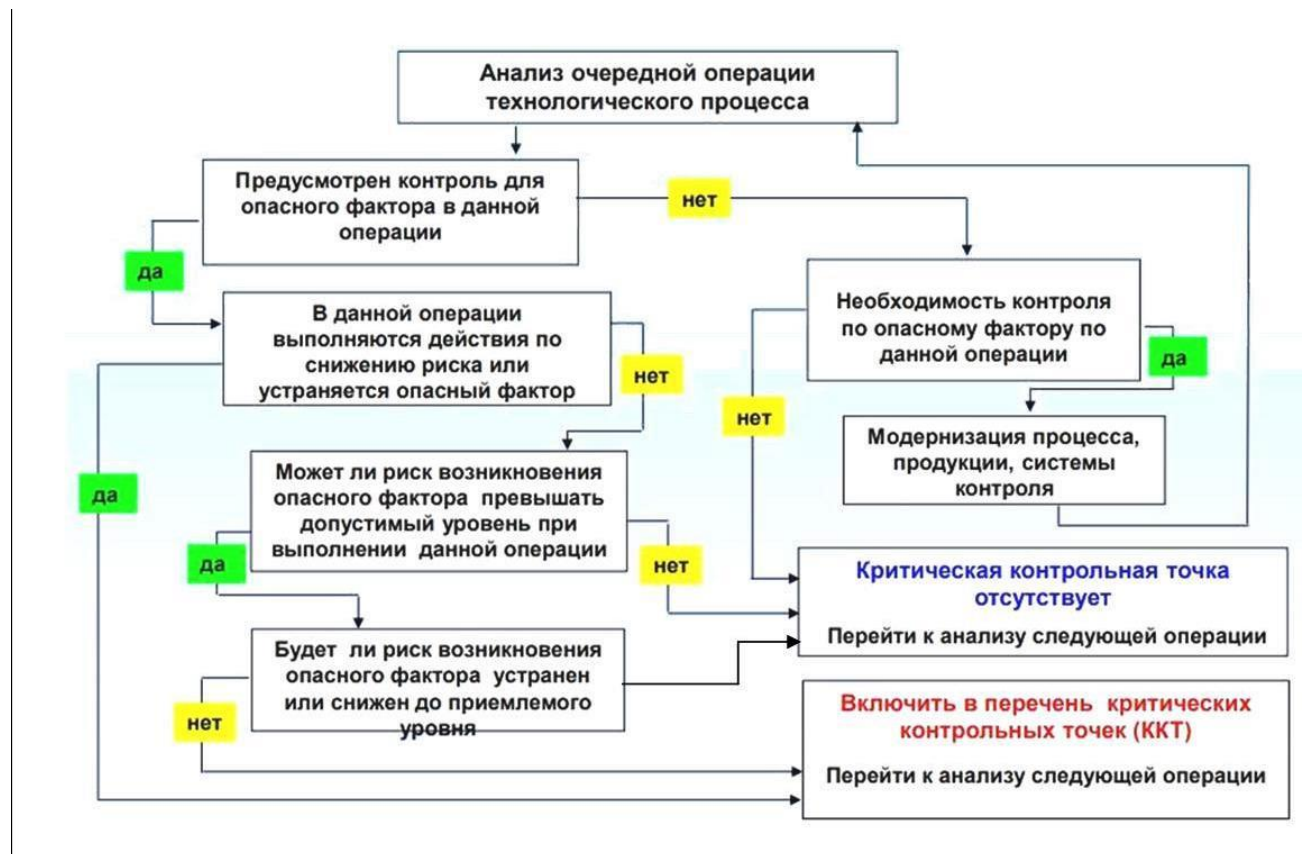 Анализ очередной операции
технологического процесса
Предусмотрен контроль для
опасного фактора в данной
операции
нет
да
Необходимость контроля
по опасному фактору по
данной операции
В данной операции
выполняются действия по
снижению риска или
устраняется опасный фактор
да
нет
нет
Модернизация процесса,
продукции, системы
контроля
Может ли риск возникновения
опасного фактора превышать
допустимый уровень при
выполнении данной операции
да
да
нет
Критическая контрольная точка
отсутствует
Перейти к анализу следующей операции
Будет ли риск возникновения
опасного фактора устранен
или снижен до приемлемого
уровня
нет
Включить в перечень критических
контрольных точек (ККТ)
Перейти к анализу следующей операции